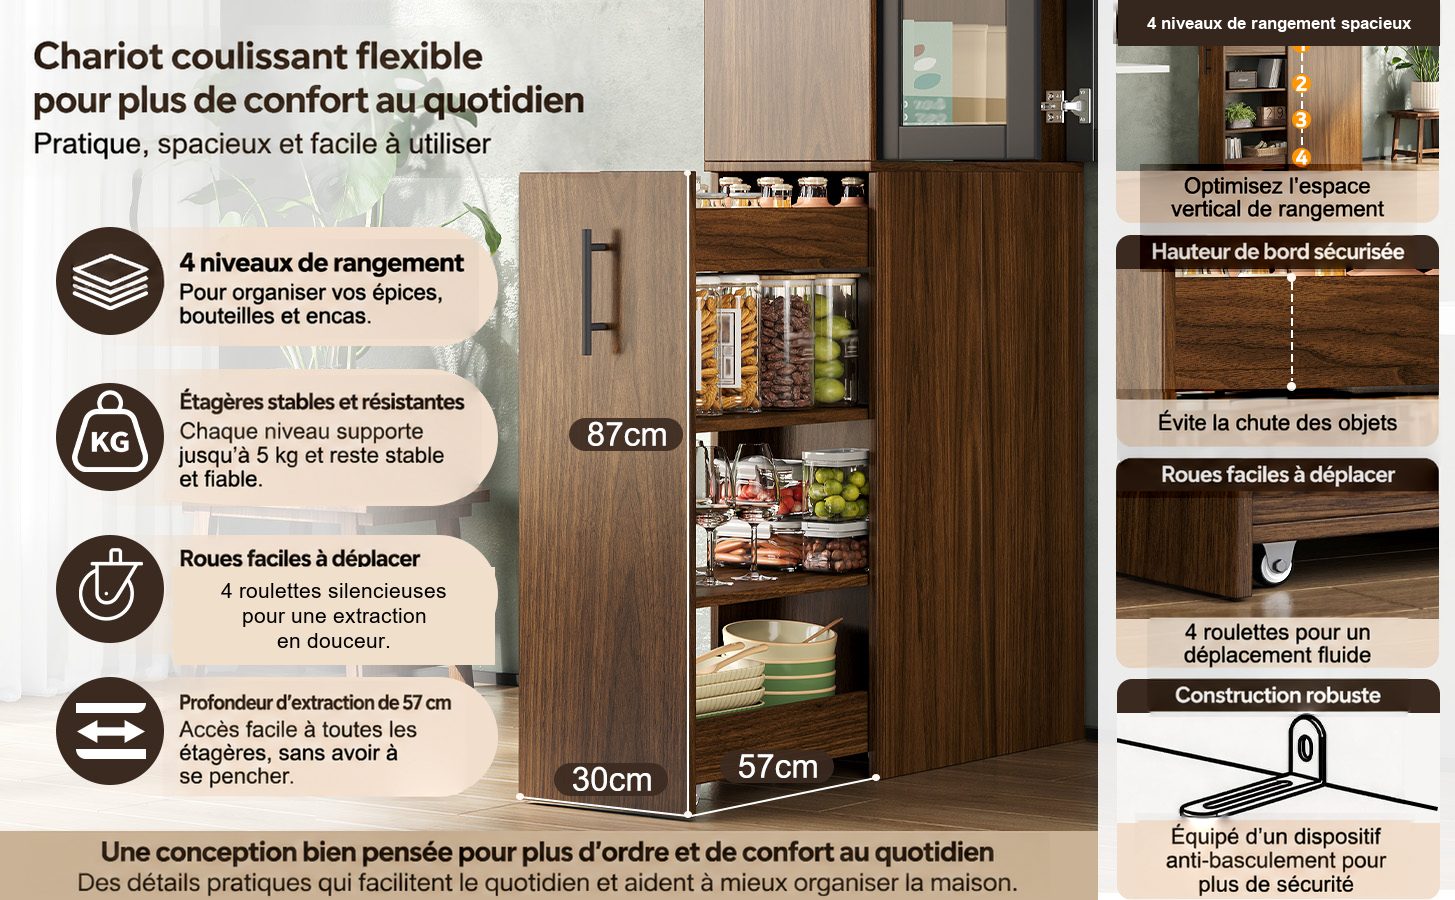 Chariot coulissant flexible
pour plus de confort au quotidien
Pratique, spacieux et facile à utiliser
4 niveaux de rangement
Pour organiser vos épices,
bouteilles et encas.
KG
Étagères stables et résistantes
Chaque niveau supporte
jusqu'à 5 kg et reste stable
et fiable.
Roues faciles à déplacer
4 roulettes silencieuses
pour une extraction
en douceur.
Profondeur d'extraction de 57 cm
Accès facile à toutes les
étagères, sans avoir à
se pencher.
87cm
30cm
57cm
Une conception bien pensée pour plus d'ordre et de confort au quotidien
Des détails pratiques qui facilitent le quotidien et aident à mieux organiser la maison.
4 niveaux de rangement spacieux
1
2
3
4
Optimisez l'espace
vertical de rangement
Hauteur de bord sécurisée
Évite la chute des objets
Roues faciles à déplacer
4 roulettes pour un
déplacement fluide
Construction robuste
Équipé d'un dispositif
anti-basculement pour
plus de sécurité